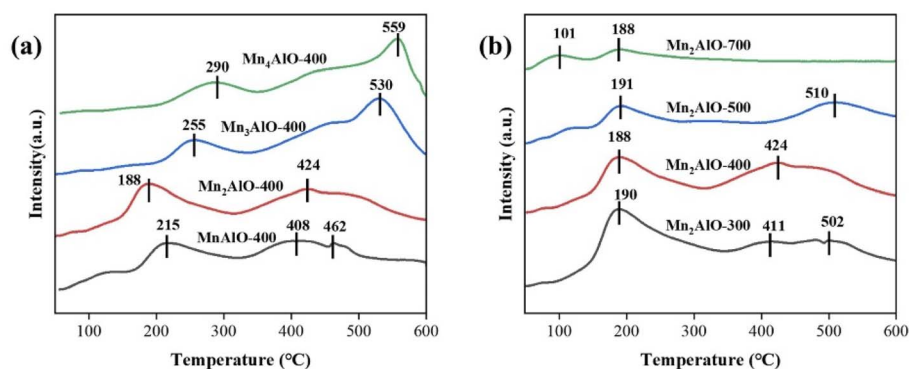 (a)
559
290
Mn₄AlO-400
530
255
Mn₃AlO-400
188
Mn₂AlO-400
424
215
MnAlO-400
408
462
Intensity(a.u.)
100 200 300 400 500 600
Temperature (°C)
(b)
101
188
Mn₂AlO-700
191
Mn₂AlO-500
510
188
Mn₂AlO-400
424
190
Mn₂AlO-300
411
502
Intensity (a.u.)
100 200 300 400 500 600
Temperature (°C)